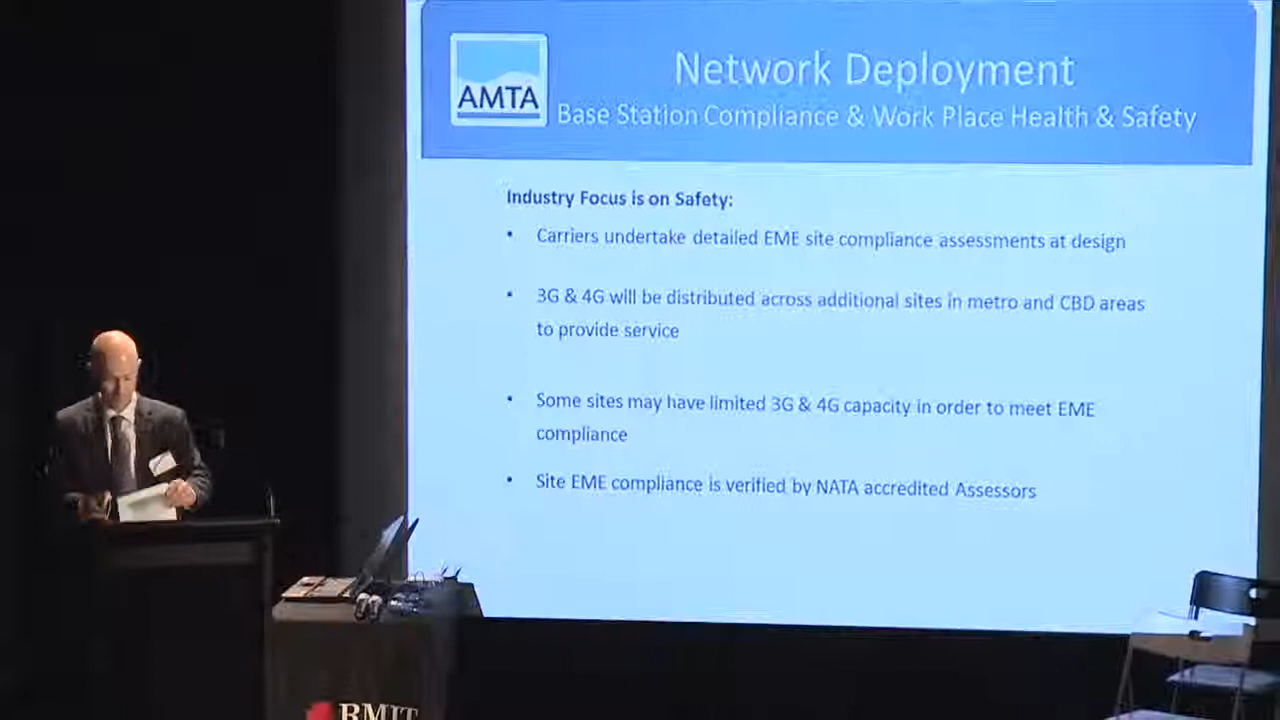 AMTA
Network Deployment
Base Station Compliance & Work Place Health & Safety
Industry Focus is on Safety:
• Carriers undertake detailed EME site compliance assessments at design
• 3G & 4G will be distributed across additional sites in metro and CBD areas
to provide service
• Some sites may have limited 3G & 4G capacity in order to meet EME
compliance
• Site EME compliance is verified by NATA accredited Assessors
RMIT